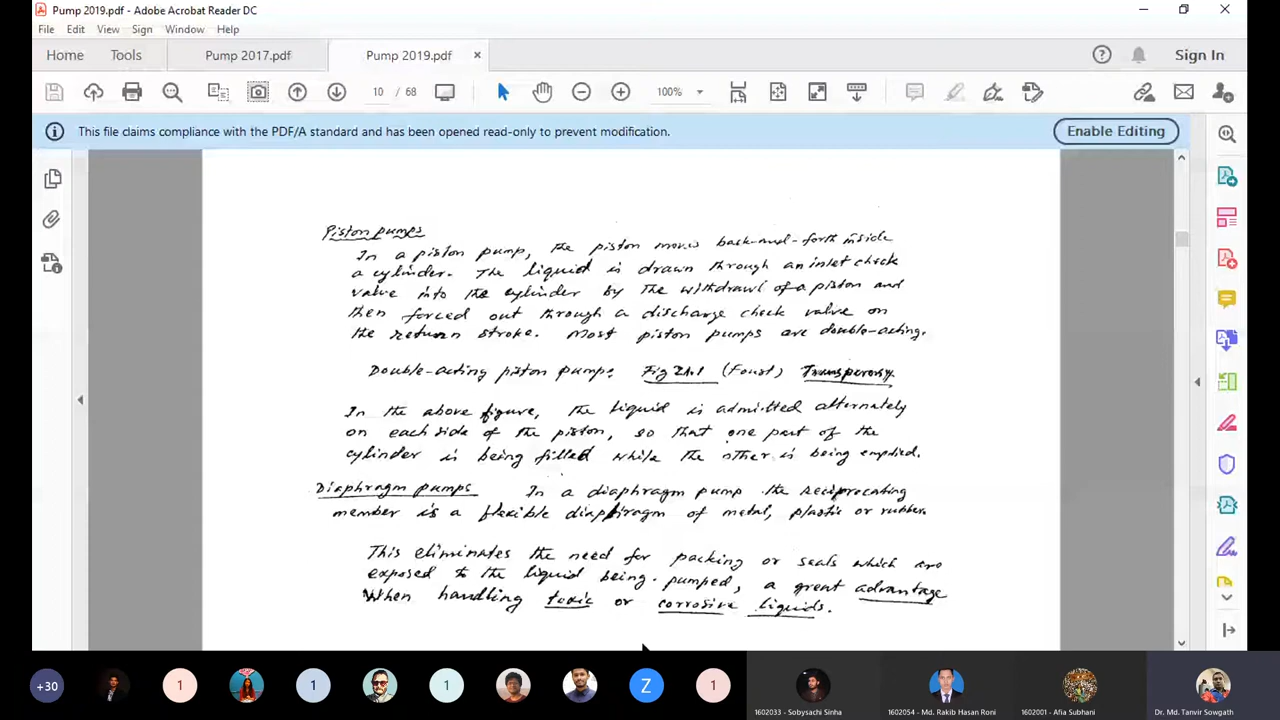 Pump 2019.pdf - Adobe Acrobat Reader DC
File Edit View Sign Window Help
Home Tools Pump 2017.pdf Pump 2019.pdf × Sign In
10 / 68 100%
This file claims compliance with the PDF/A standard and has been opened read-only to prevent modification. Enable Editing
Piston pumps
In a piston pump, the piston moves back-and-forth inside
a cylinder. The liquid is drawn through an inlet check
valve into the cylinder by the withdrawl of a piston and
then forced out through a discharge check valve on
the return stroke. Most piston pumps are double-acting.
Double-acting piston pump: Fig 21.1 (Foust)
In the above figure, the liquid is admitted alternately
on each side of the piston, so that one part of the
cylinder is being filled while the other is being emptied.
Diaphragm pumps In a diaphragm pump the reciprocating
member is a flexible diaphragm of metal, plastic or rubber.
This eliminates the need for packing or seals which are
exposed to the liquid being pumped, a great advantage
when handling toxic or corrosive liquids.
+30 1 1 1 Z 1
1602033 - Sobysachi Sinha 1602054 - Md. Rakib Hasan Roni 1602001 - Afia Subhani Dr. Md. Tanvir Sowgath